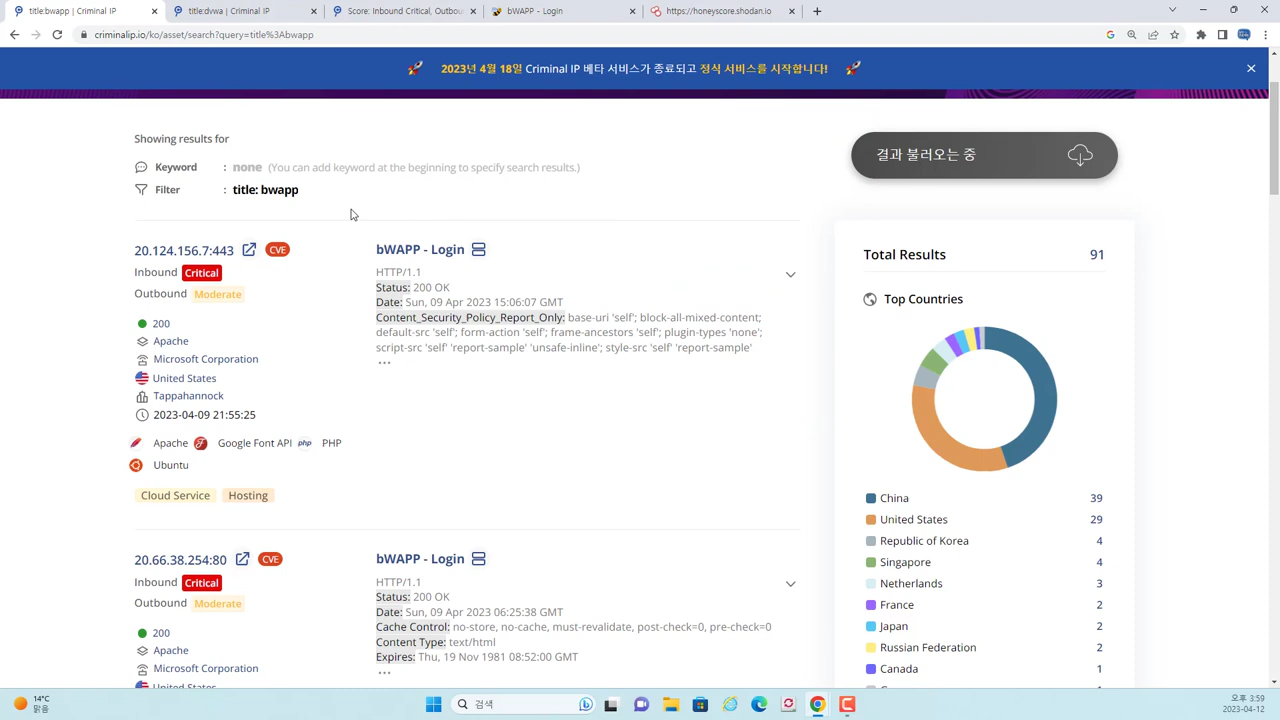 title:bwapp | Criminal IP
title:dvwa | Criminal IP
Score: Inbound Critical, Outbou
bWAPP - Login
https://honeyscore.shodan.io
criminalip.io/ko/asset/search?query=title%3Abwapp
2023년 4월 18일 Criminal IP 베타 서비스가 종료되고 정식 서비스를 시작합니다!
Showing results for
Keyword : none (You can add keyword at the beginning to specify search results.)
Filter : title: bwapp
결과 불러오는 중
20.124.156.7:443 CVE
Inbound Critical
Outbound Moderate
200
Apache
Microsoft Corporation
United States
Tappahannock
2023-04-09 21:55:25
Apache Google Font API php PHP
Ubuntu
Cloud Service Hosting
bWAPP - Login
HTTP/1.1
Status: 200 OK
Date: Sun, 09 Apr 2023 15:06:07 GMT
Content_Security_Policy_Report_Only: base-uri 'self'; block-all-mixed-content;
default-src 'self'; form-action 'self'; frame-ancestors 'self'; plugin-types 'none';
script-src 'self' 'report-sample' 'unsafe-inline'; style-src 'self' 'report-sample'
...
20.66.38.254:80 CVE
Inbound Critical
Outbound Moderate
200
Apache
Microsoft Corporation
United States
bWAPP - Login
HTTP/1.1
Status: 200 OK
Date: Sun, 09 Apr 2023 06:25:38 GMT
Cache Control: no-store, no-cache, must-revalidate, post-check=0, pre-check=0
Content Type: text/html
Expires: Thu, 19 Nov 1981 08:52:00 GMT
...
Total Results 91
Top Countries
China 39
United States 29
Republic of Korea 4
Singapore 4
Netherlands 3
France 2
Japan 2
Russian Federation 2
Canada 1
14°C
맑음
검색
오후 3:59
2023-04-12